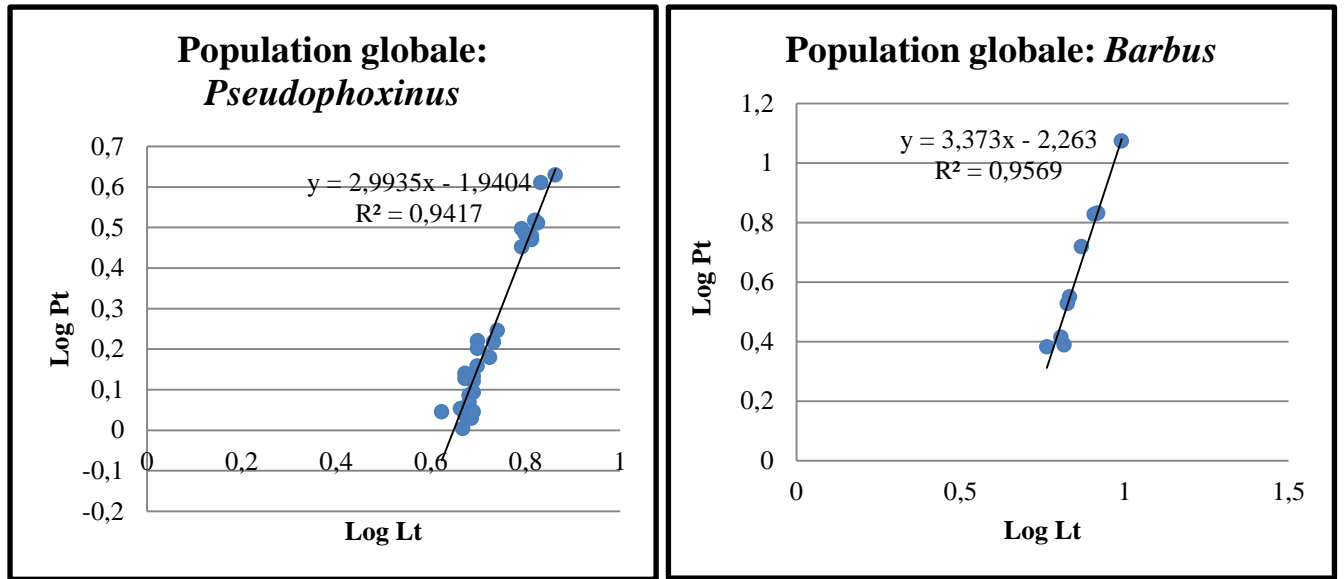 Population globale:
Pseudophoxinus
0,7
0,6
0,5
0,4
0,3
0,2
0,1
0
-0,1
-0,2
y = 2,9935x - 1,9404
R² = 0,9417
0
0,2
0,4
0,6
0,8
1
Log Pt
Log Lt
Population globale: Barbus
1,2
1
0,8
0,6
0,4
0,2
0
y = 3,373x - 2,263
R² = 0,9569
0
0,5
1
1,5
Log Pt
Log Lt